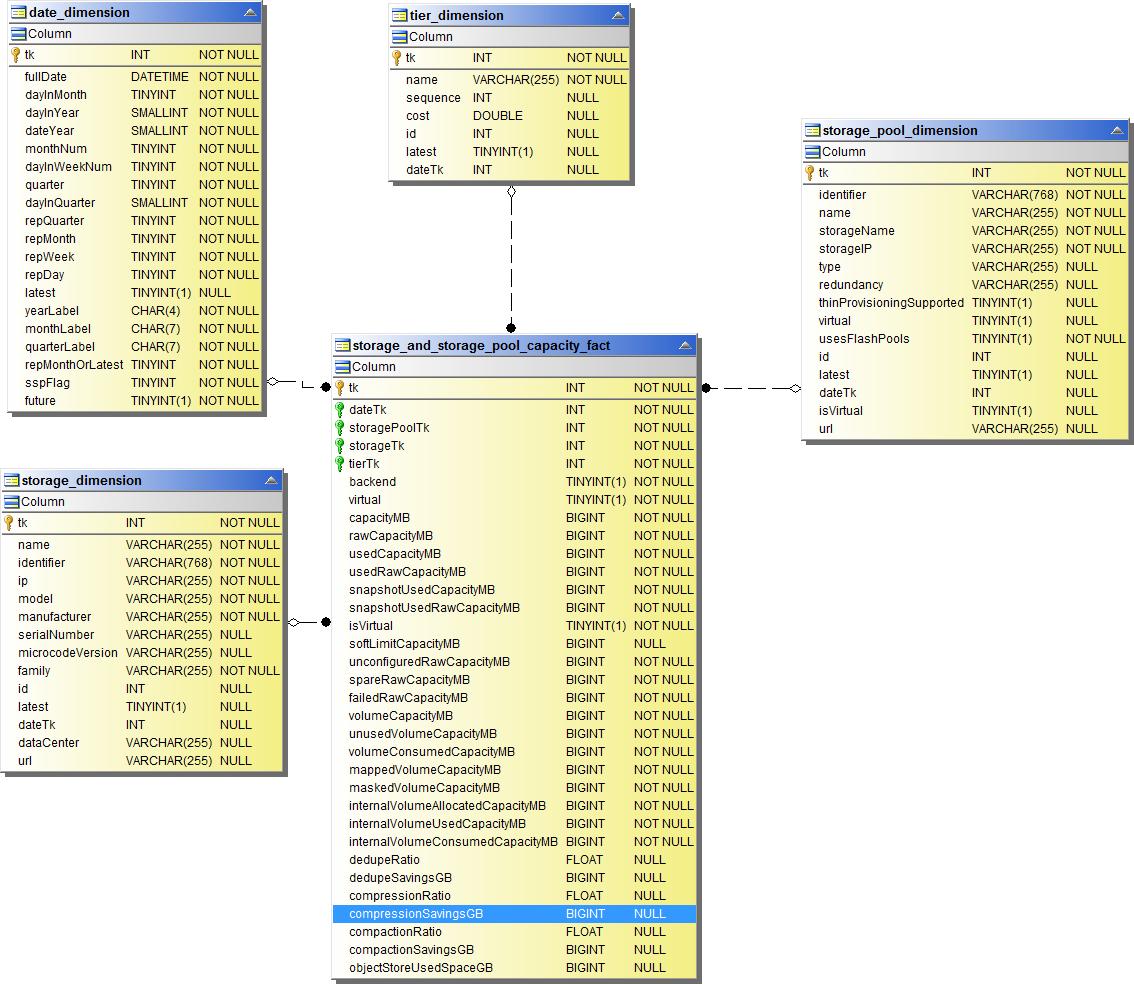 date_dimension
Column
tk INT NOT NULL
fullDate DATETIME NOT NULL
dayInMonth TINYINT NOT NULL
dayInYear SMALLINT NOT NULL
dateYear SMALLINT NOT NULL
monthNum TINYINT NOT NULL
dayInWeekNum TINYINT NOT NULL
quarter TINYINT NOT NULL
dayInQuarter SMALLINT NOT NULL
repQuarter TINYINT NOT NULL
repMonth TINYINT NOT NULL
repWeek TINYINT NOT NULL
repDay TINYINT NOT NULL
latest TINYINT(1) NULL
yearLabel CHAR(4) NOT NULL
monthLabel CHAR(7) NOT NULL
quarterLabel CHAR(7) NOT NULL
repMonthOrLatest TINYINT NOT NULL
sspFlag TINYINT NOT NULL
future TINYINT(1) NOT NULL
tier_dimension
Column
tk INT NOT NULL
name VARCHAR(255) NOT NULL
sequence INT NULL
cost DOUBLE NULL
id INT NULL
latest TINYINT(1) NULL
dateTk INT NULL
storage_pool_dimension
Column
tk INT NOT NULL
identifier VARCHAR(768) NOT NULL
name VARCHAR(255) NOT NULL
storageName VARCHAR(255) NOT NULL
storageIP VARCHAR(255) NOT NULL
type VARCHAR(255) NULL
redundancy VARCHAR(255) NULL
thinProvisioningSupported TINYINT(1) NULL
virtual TINYINT(1) NULL
usesFlashPools TINYINT(1) NOT NULL
id INT NULL
latest TINYINT(1) NULL
dateTk INT NULL
isVirtual TINYINT(1) NULL
url VARCHAR(255) NULL
storage_dimension
Column
tk INT NOT NULL
name VARCHAR(255) NOT NULL
identifier VARCHAR(768) NOT NULL
ip VARCHAR(255) NOT NULL
model VARCHAR(255) NOT NULL
manufacturer VARCHAR(255) NOT NULL
serialNumber VARCHAR(255) NULL
microcodeVersion VARCHAR(255) NULL
family VARCHAR(255) NOT NULL
id INT NULL
latest TINYINT(1) NULL
dateTk INT NULL
dataCenter VARCHAR(255) NULL
url VARCHAR(255) NULL
storage_and_storage_pool_capacity_fact
Column
tk INT NOT NULL
dateTk INT NOT NULL
storagePoolTk INT NOT NULL
storageTk INT NOT NULL
tierTk INT NOT NULL
backend TINYINT(1) NOT NULL
virtual TINYINT(1) NOT NULL
capacityMB BIGINT NOT NULL
rawCapacityMB BIGINT NOT NULL
usedCapacityMB BIGINT NOT NULL
usedRawCapacityMB BIGINT NOT NULL
snapshotUsedCapacityMB BIGINT NOT NULL
snapshotUsedRawCapacityMB BIGINT NOT NULL
isVirtual TINYINT(1) NOT NULL
softLimitCapacityMB BIGINT NULL
unconfiguredRawCapacityMB BIGINT NOT NULL
spareRawCapacityMB BIGINT NOT NULL
failedRawCapacityMB BIGINT NOT NULL
volumeCapacityMB BIGINT NOT NULL
unusedVolumeCapacityMB BIGINT NOT NULL
volumeConsumedCapacityMB BIGINT NOT NULL
mappedVolumeCapacityMB BIGINT NOT NULL
maskedVolumeCapacityMB BIGINT NOT NULL
internalVolumeAllocatedCapacityMB BIGINT NOT NULL
internalVolumeUsedCapacityMB BIGINT NOT NULL
internalVolumeConsumedCapacityMB BIGINT NOT NULL
dedupeRatio FLOAT NULL
dedupeSavingsGB BIGINT NULL
compressionRatio FLOAT NULL
compressionSavingsGB BIGINT NULL
compactionRatio FLOAT NULL
compactionSavingsGB BIGINT NULL
objectStoreUsedSpaceGB BIGINT NULL